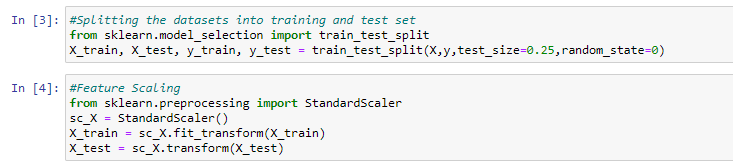 In [3]: #Splitting the datasets into training and test set
from sklearn.model_selection import train_test_split
X_train, X_test, y_train, y_test = train_test_split(X,y,test_size=0.25,random_state=0)
In [4]: #Feature Scaling
from sklearn.preprocessing import StandardScaler
sc_X = StandardScaler()
X_train = sc_X.fit_transform(X_train)
X_test = sc_X.transform(X_test)